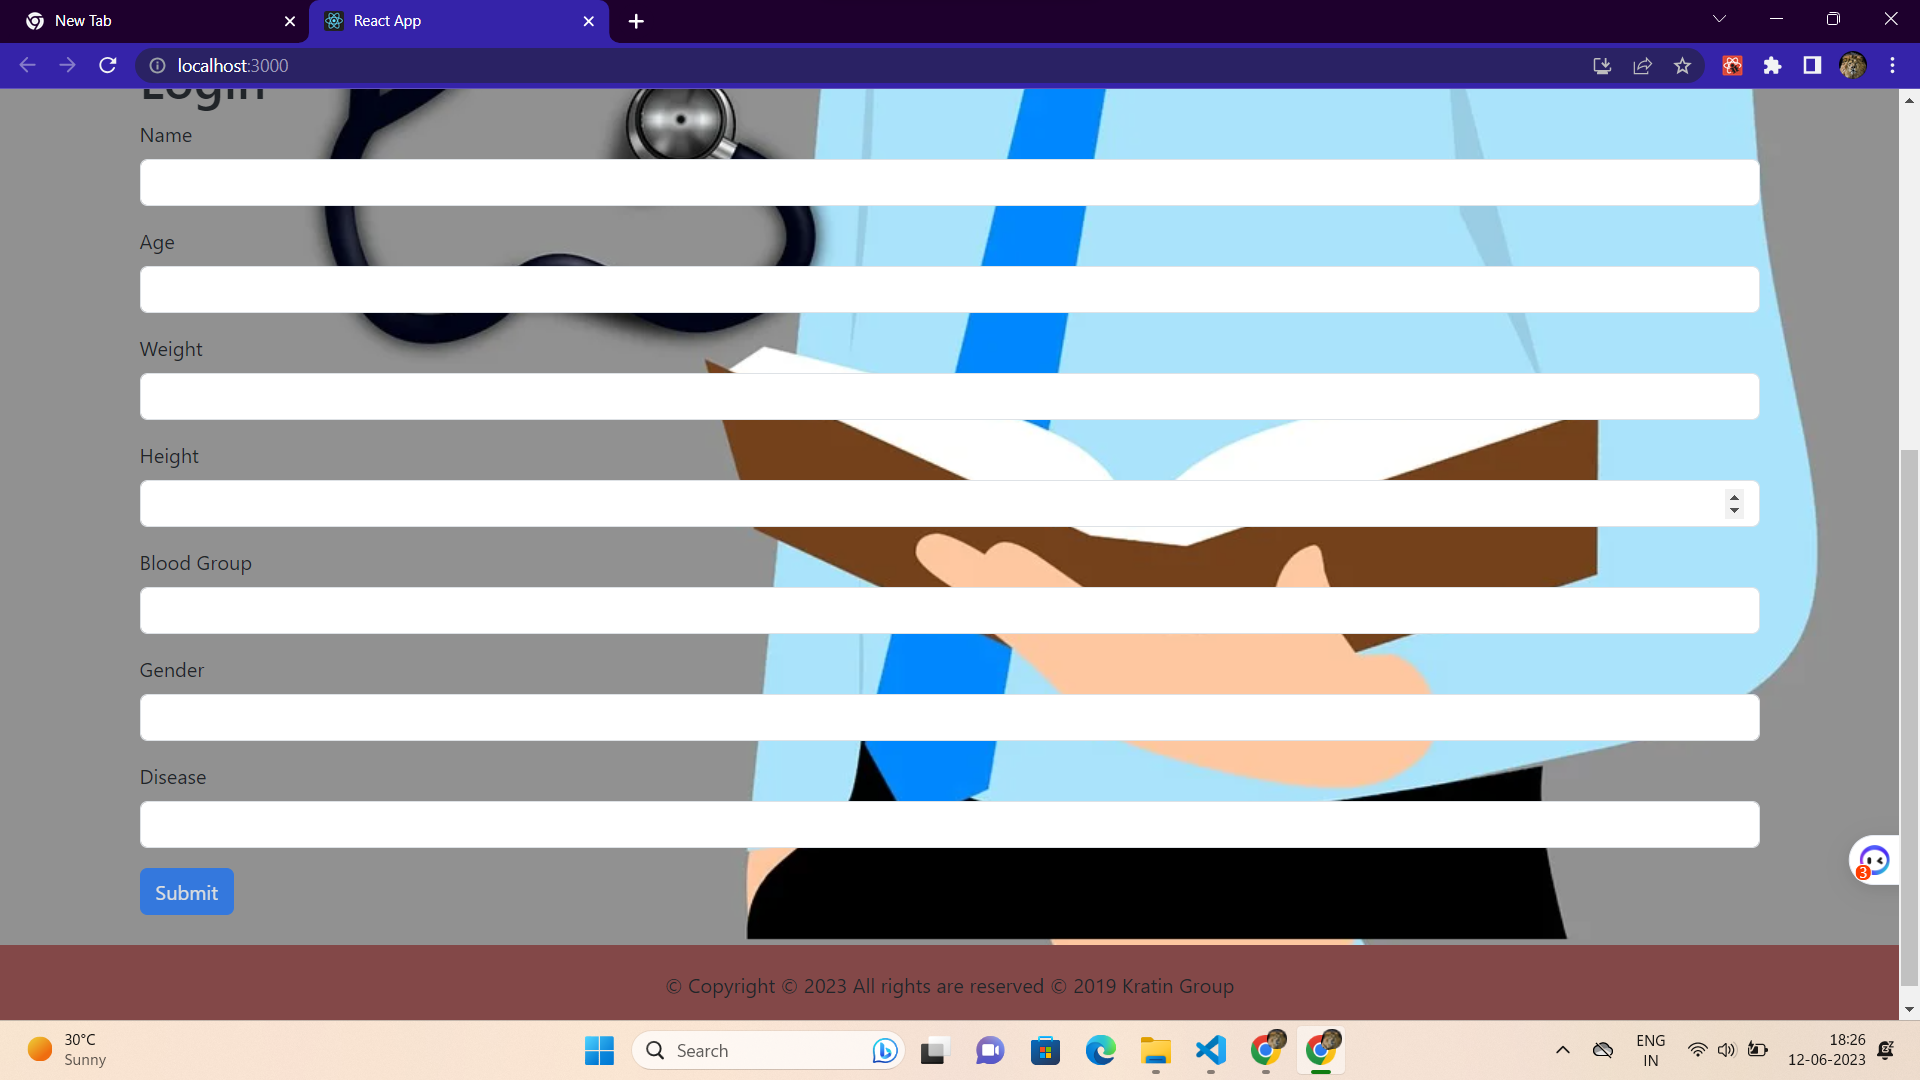 New Tab
React App
localhost:3000
Login
Name
Age
Weight
Height
Blood Group
Gender
Disease
Submit
3
© Copyright © 2023 All rights are reserved © 2019 Kratin Group
30°C
Sunny
Search
ENG
IN
18:26
12-06-2023